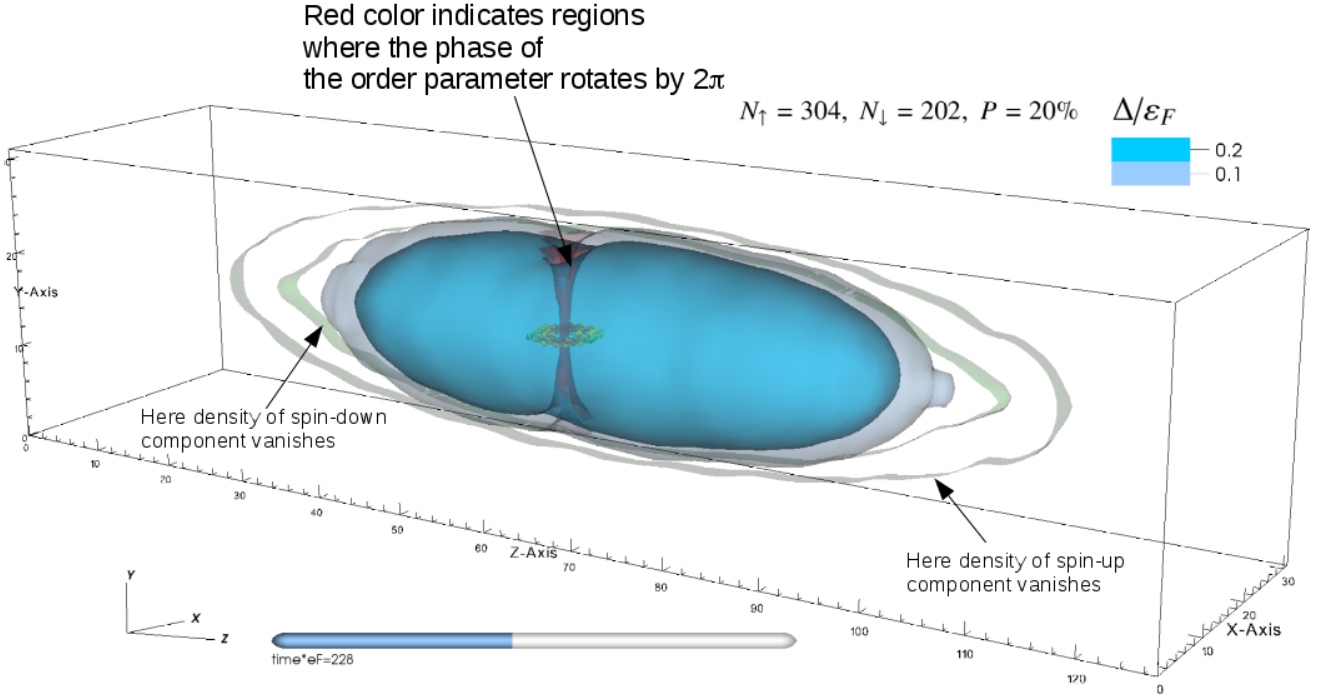 Red color indicates regions
where the phase of
the order parameter rotates by 2π
N↑ = 304, N↓ = 202, P = 20%
Δ/εF
0.2
0.1
20
Y-Axis
10
0
Here density of spin-down
component vanishes
0
10
20
30
40
50
60
Z-Axis
70
80
90
100
110
120
Here density of spin-up
component vanishes
30
20
X-Axis
10
0
Y
X
Z
time*eF=228